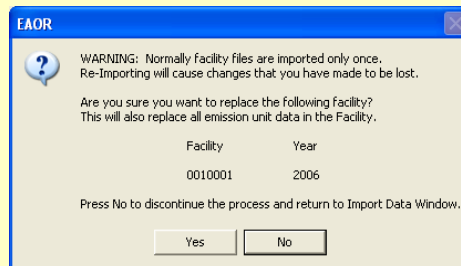 EAOR
WARNING: Normally facility files are imported only once.
Re-Importing will cause changes that you have made to be lost.
Are you sure you want to replace the following facility?
This will also replace all emission unit data in the Facility.
Facility Year
0010001 2006
Press No to discontinue the process and return to Import Data Window.
Yes No